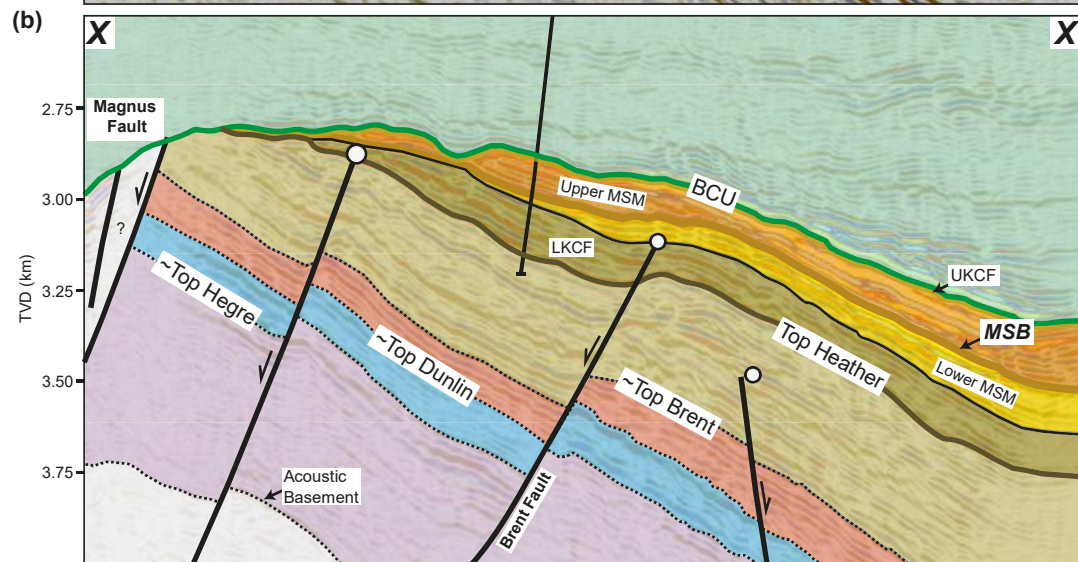 (b)
X
X
Magnus
Fault
2.75
3.00
3.25
3.50
3.75
TVD (km)
?
Upper MSM
BCU
LKCF
UKCF
MSB
~Top Hegre
~Top Dunlin
Top Heather
Lower MSM
~Top Brent
Acoustic
Basement
Brent Fault